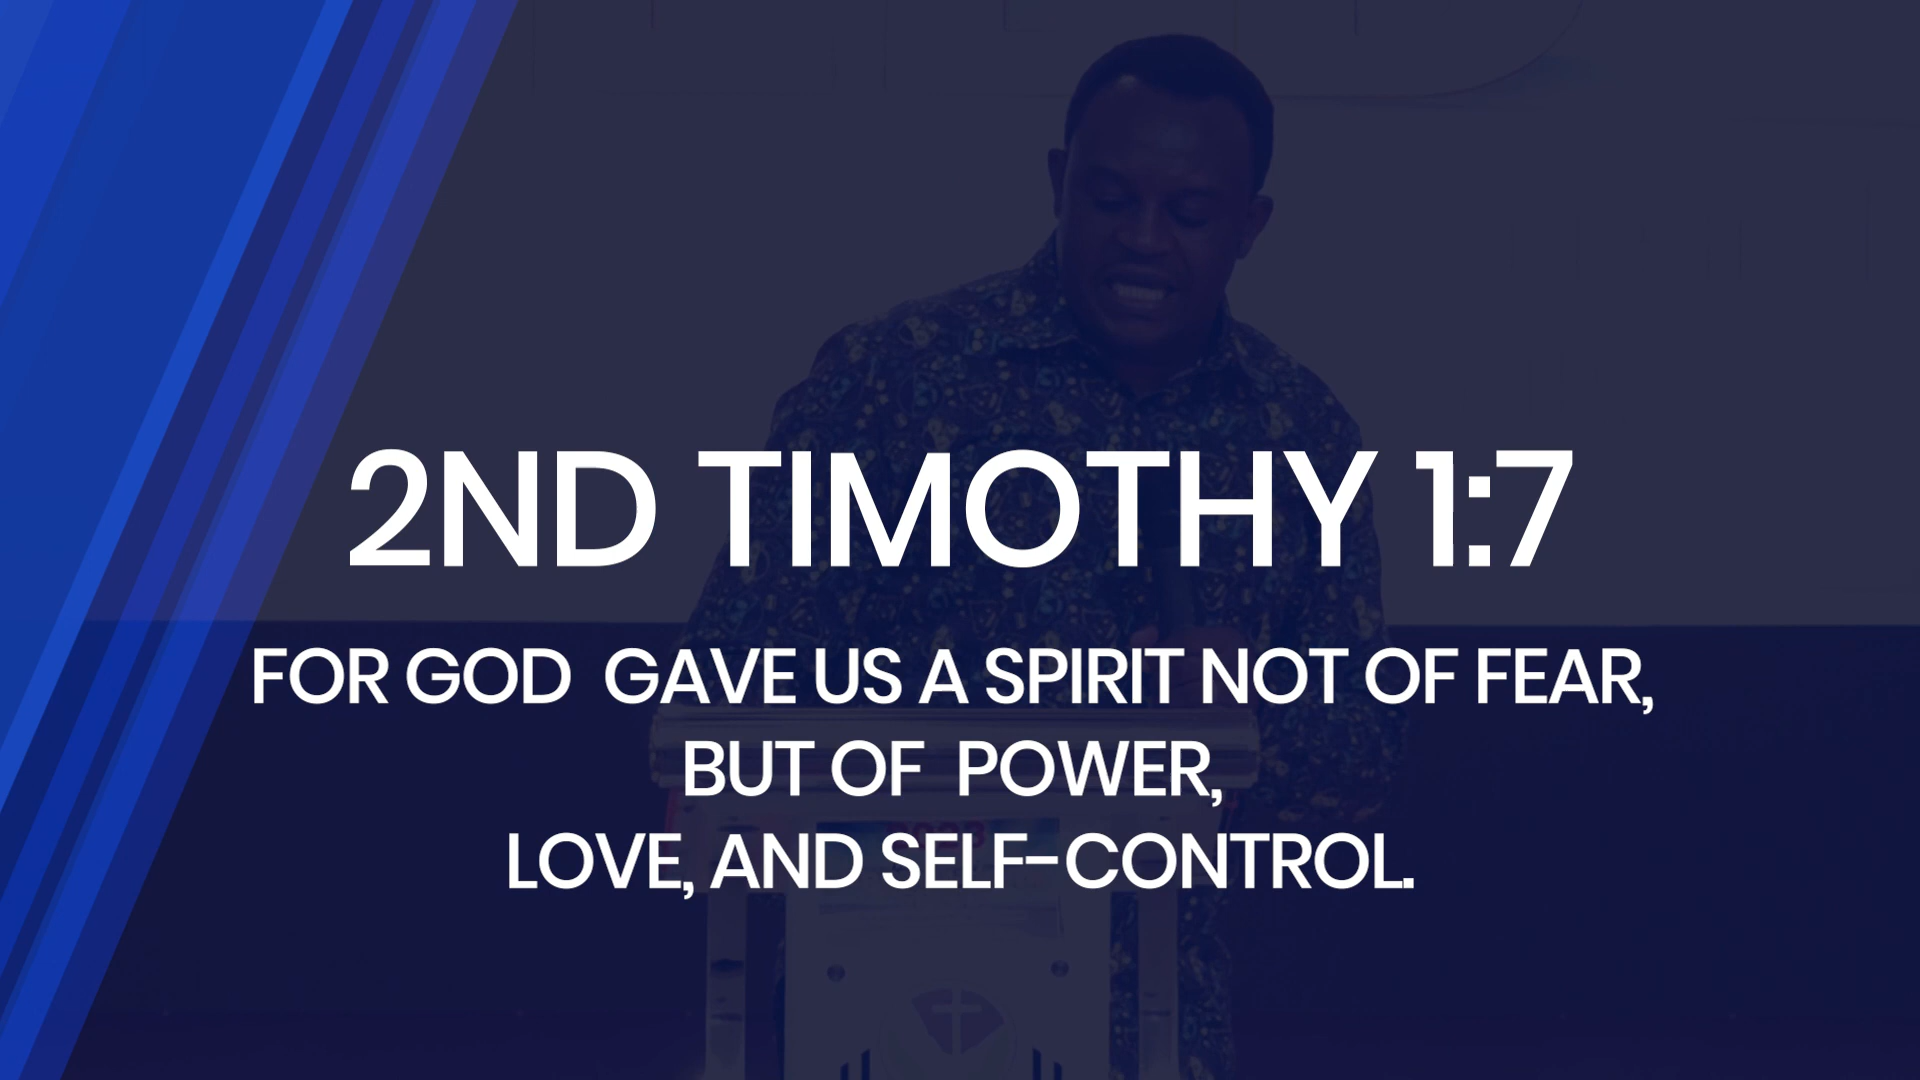 2ND TIMOTHY 1:7
FOR GOD GAVE US A SPIRIT NOT OF FEAR,
BUT OF POWER,
LOVE, AND SELF-CONTROL.